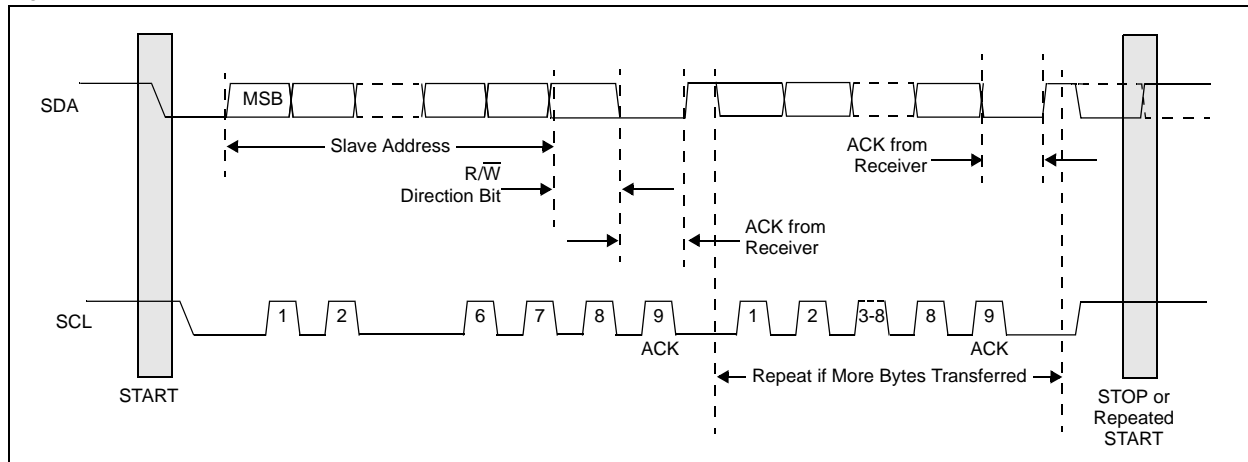 SDA
MSB
Slave Address
R/W̅
Direction Bit
ACK from
Receiver
ACK from
Receiver
SCL
1
2
6
7
8
9
ACK
1
2
3-8
8
9
ACK
Repeat if More Bytes Transferred
START
STOP or
Repeated
START